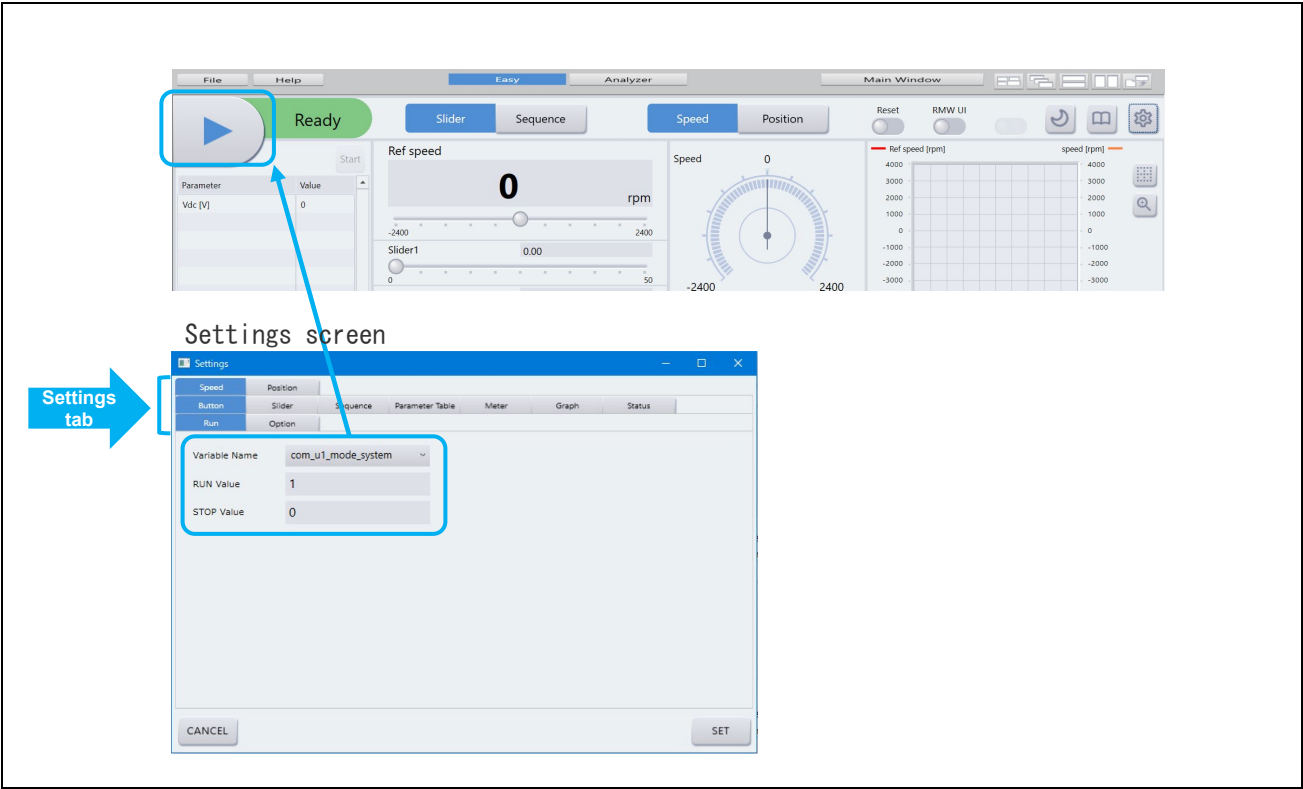 File Help Easy Analyzer Main Window
Ready Slider Sequence Speed Position Reset RMW UI
Start
Parameter Value
Vdc [V] 0
Ref speed
0 rpm
-2400 2400
Slider1 0.00
0 50
Speed 0
-2400 2400
Ref speed [rpm] speed [rpm]
4000 4000
3000 3000
2000 2000
1000 1000
0 0
-1000 -1000
-2000 -2000
-3000 -3000
Settings screen
Settings
Settings
tab
Speed Position
Button Slider Sequence Parameter Table Meter Graph Status
Run Option
Variable Name com_u1_mode_system
RUN Value 1
STOP Value 0
CANCEL SET